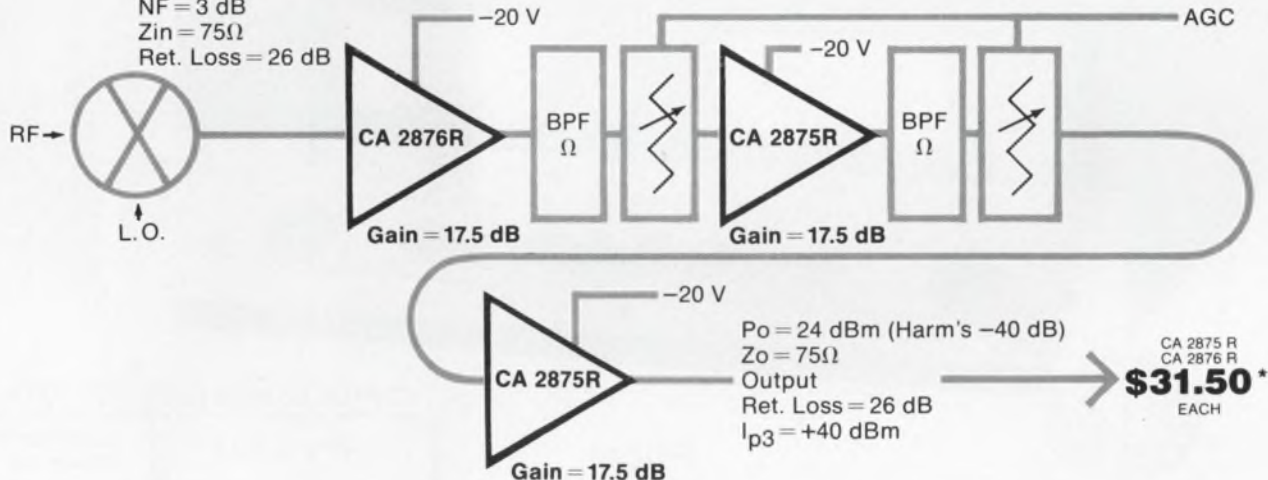 NF = 3 dB
Zin = 75Ω
Ret. Loss = 26 dB
–20 V
–20 V
AGC
RF
CA 2876R
BPF
Ω
CA 2875R
BPF
Ω
L.O.
Gain = 17.5 dB
Gain = 17.5 dB
–20 V
CA 2875R
Po = 24 dBm (Harm's –40 dB)
Zo = 75Ω
Output
Ret. Loss = 26 dB
Ip3 = +40 dBm
CA 2875 R
CA 2876 R
$31.50*
EACH
Gain = 17.5 dB